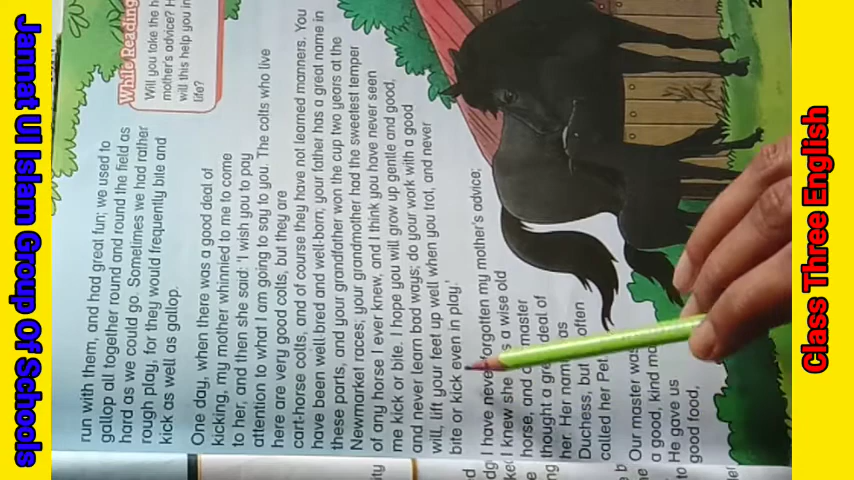 Jannat Ul Islam Group Of Schools
run with them, and had great fun; we used to
gallop all together round and round the field as
hard as we could go. Sometimes we had rather
rough play, for they would frequently bite and
kick as well as gallop.
While Reading
Will you take the
mother's advice?
will this help you in
life?
One day, when there was a good deal of
kicking, my mother whinnied to me to come
to her, and then she said: 'I wish you to pay
attention to what I am going to say to you. The colts who live
here are very good colts, but they are
cart-horse colts, and of course they have not learned manners. You
have been well-bred and well-born; your father has a great name in
these parts, and your grandfather won the cup two years at the
Newmarket races; your grandmother had the sweetest temper
of any horse I ever knew, and I think you have never seen
me kick or bite. I hope you will grow up gentle and good,
and never learn bad ways; do your work with a good
will, lift your feet up well when you trot, and never
bite or kick even in play.'
I have never forgotten my mother's advice;
I knew she a wise old
horse, and master
thought a deal of
her. Her as
Duchess, but often
called her Pet.
Our master was
a good, kind
He gave us
good food,
Class Three English